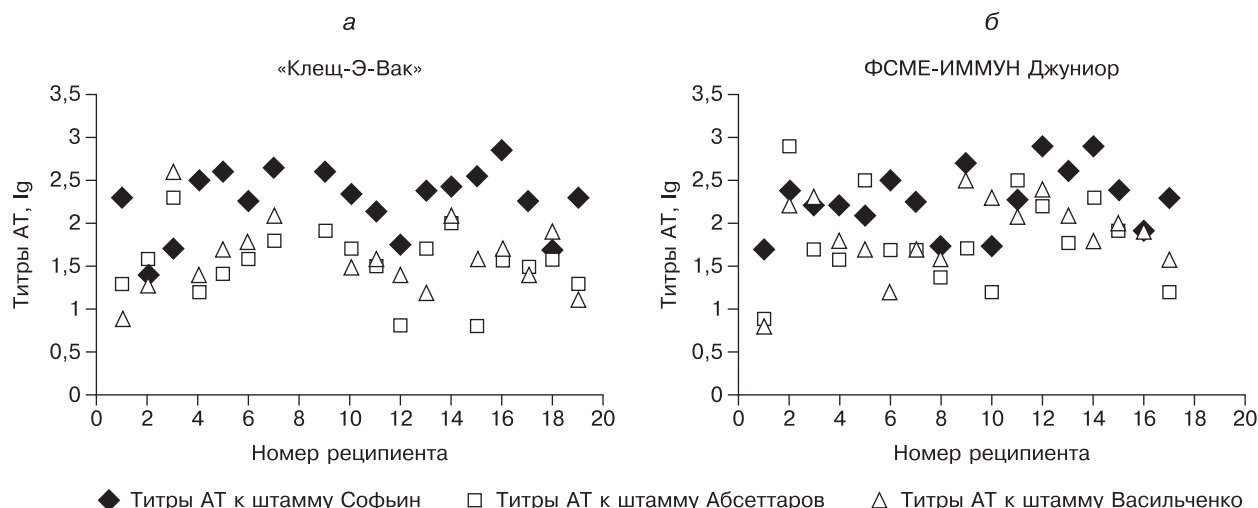 а
«Клещ-Э-Вак»
3,5
3
2,5
2
1,5
1
0,5
0
Титры АТ, lg
0 2 4 6 8 10 12 14 16 18 20
Номер реципиента
б
ФСМЕ-ИММУН Джуниор
3,5
3
2,5
2
1,5
1
0,5
0
Титры АТ, lg
0 2 4 6 8 10 12 14 16 18 20
Номер реципиента
Титры АТ к штамму Софьин Титры АТ к штамму Абсеттаров Титры АТ к штамму Васильченко